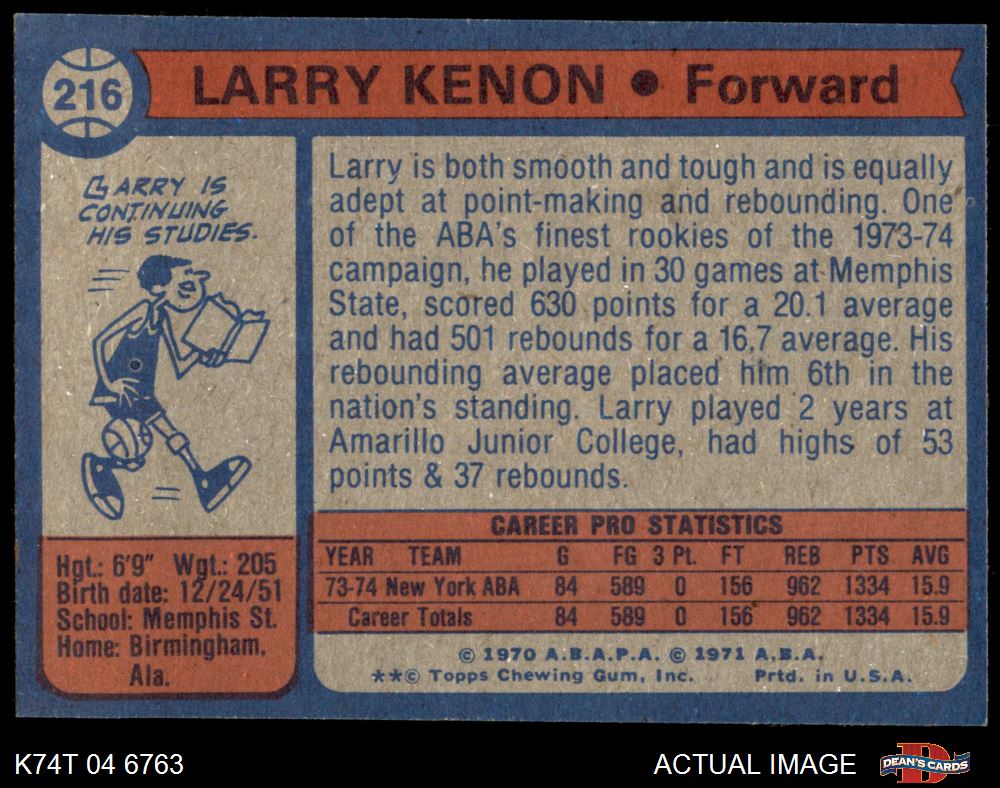 216
LARRY KENON • Forward
LARRY IS
CONTINUING
HIS STUDIES.
Larry is both smooth and tough and is equally
adept at point-making and rebounding. One
of the ABA's finest rookies of the 1973-74
campaign, he played in 30 games at Memphis
State, scored 630 points for a 20.1 average
and had 501 rebounds for a 16.7 average. His
rebounding average placed him 6th in the
nation's standing. Larry played 2 years at
Amarillo Junior College, had highs of 53
points & 37 rebounds.
Hgt.: 6'9" Wgt.: 205
Birth date: 12/24/51
School: Memphis St.
Home: Birmingham,
Ala.
CAREER PRO STATISTICS
YEAR TEAM G FG 3 Pt. FT REB PTS AVG
73-74 New York ABA 84 589 0 156 962 1334 15.9
Career Totals 84 589 0 156 962 1334 15.9
© 1970 A.B.A.P.A. © 1971 A.B.A.
**© Topps Chewing Gum, Inc. Prtd. in U.S.A.
K74T 04 6763
ACTUAL IMAGE
DEAN'S CARDS